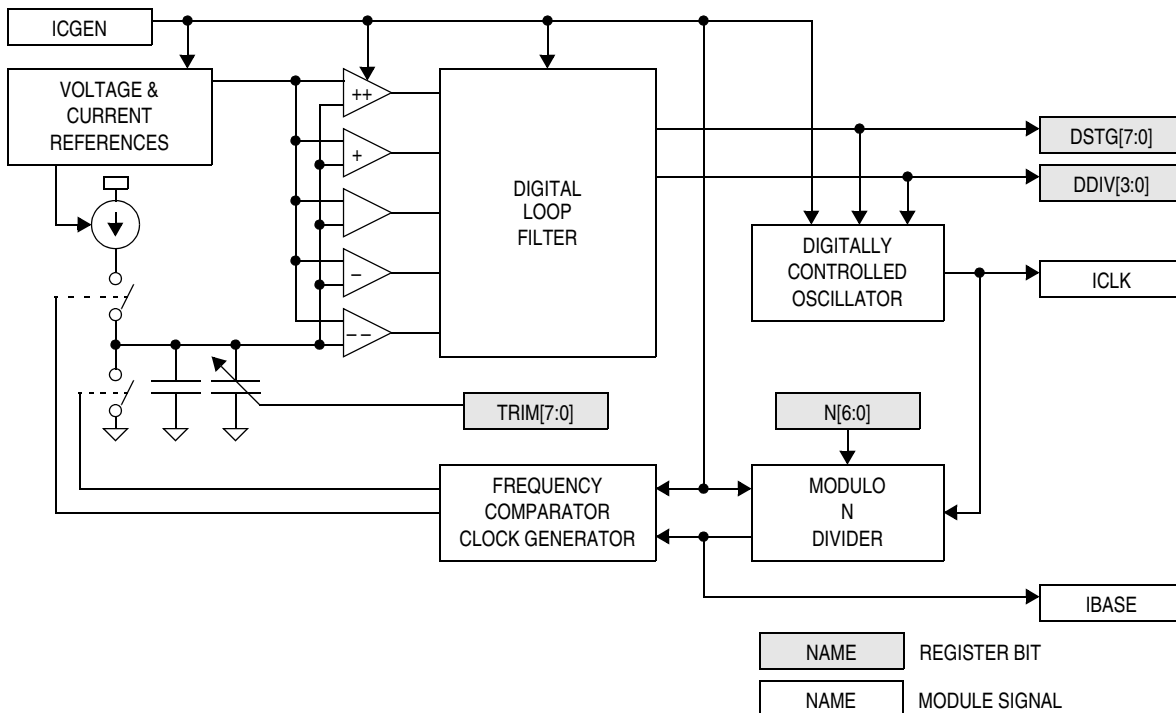 ICGEN
VOLTAGE &
CURRENT
REFERENCES
++
+
−
− −
DIGITAL
LOOP
FILTER
DSTG[7:0]
DDIV[3:0]
DIGITALLY
CONTROLLED
OSCILLATOR
ICLK
TRIM[7:0]
N[6:0]
FREQUENCY
COMPARATOR
CLOCK GENERATOR
MODULO
N
DIVIDER
IBASE
NAME REGISTER BIT
NAME MODULE SIGNAL